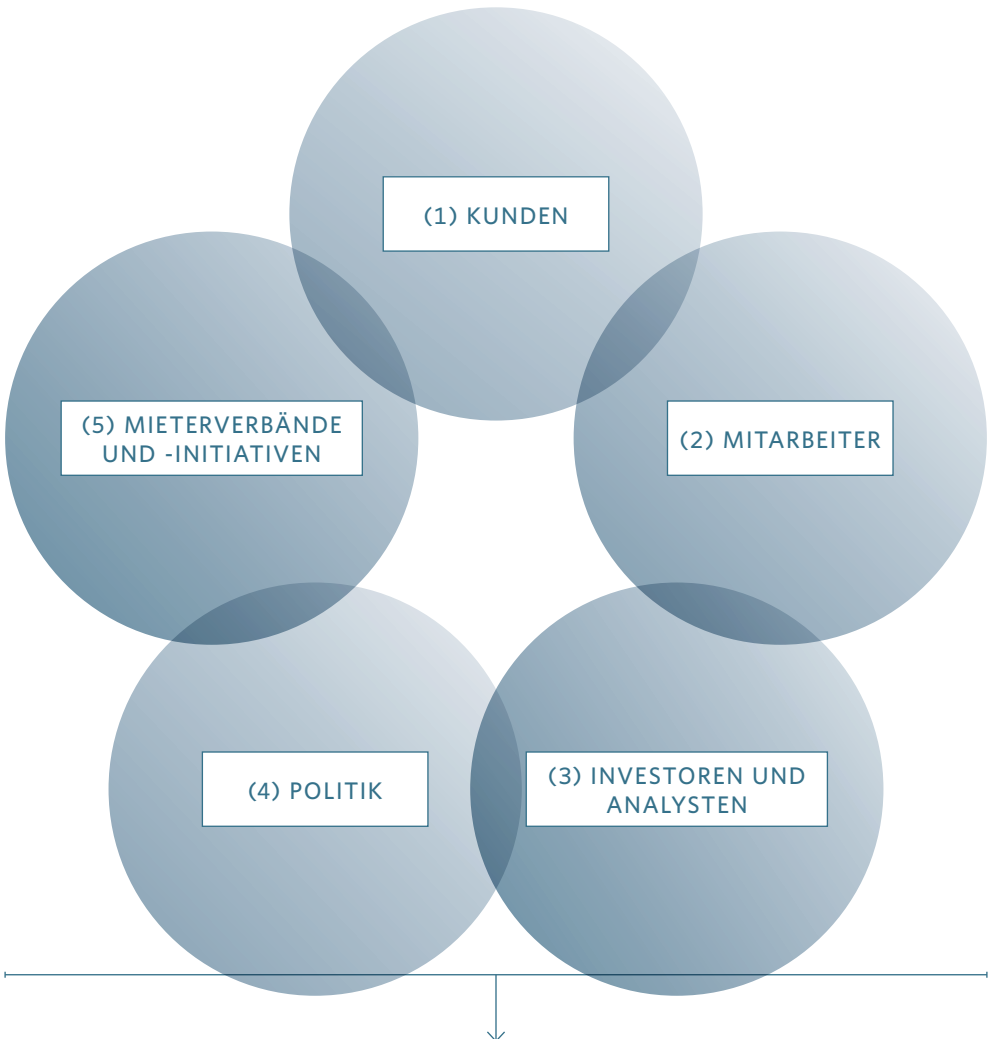 (1) KUNDEN
(2) MITARBEITER
(3) INVESTOREN UND
ANALYSTEN
(4) POLITIK
(5) MIETERVERBÄNDE
UND -INITIATIVEN